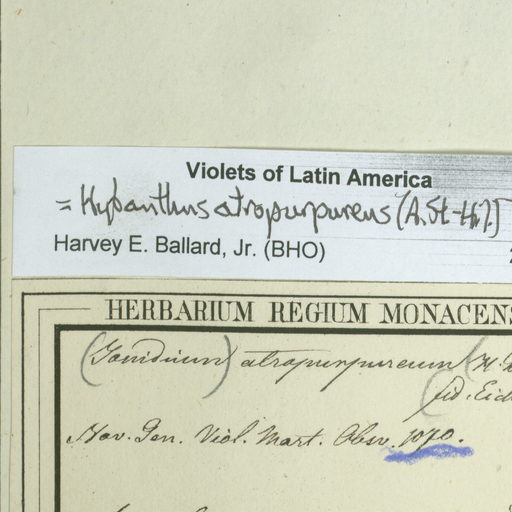 Violets of Latin America
= Hybanthus atropurpureus (A. St-Hil.)
Harvey E. Ballard, Jr. (BHO)
HERBARIUM REGIUM MONACENS
(Ionidium) atropurpureum (H.
fid. Eich
Nov. Gen. Viol. Mart. Obsv. 1070.